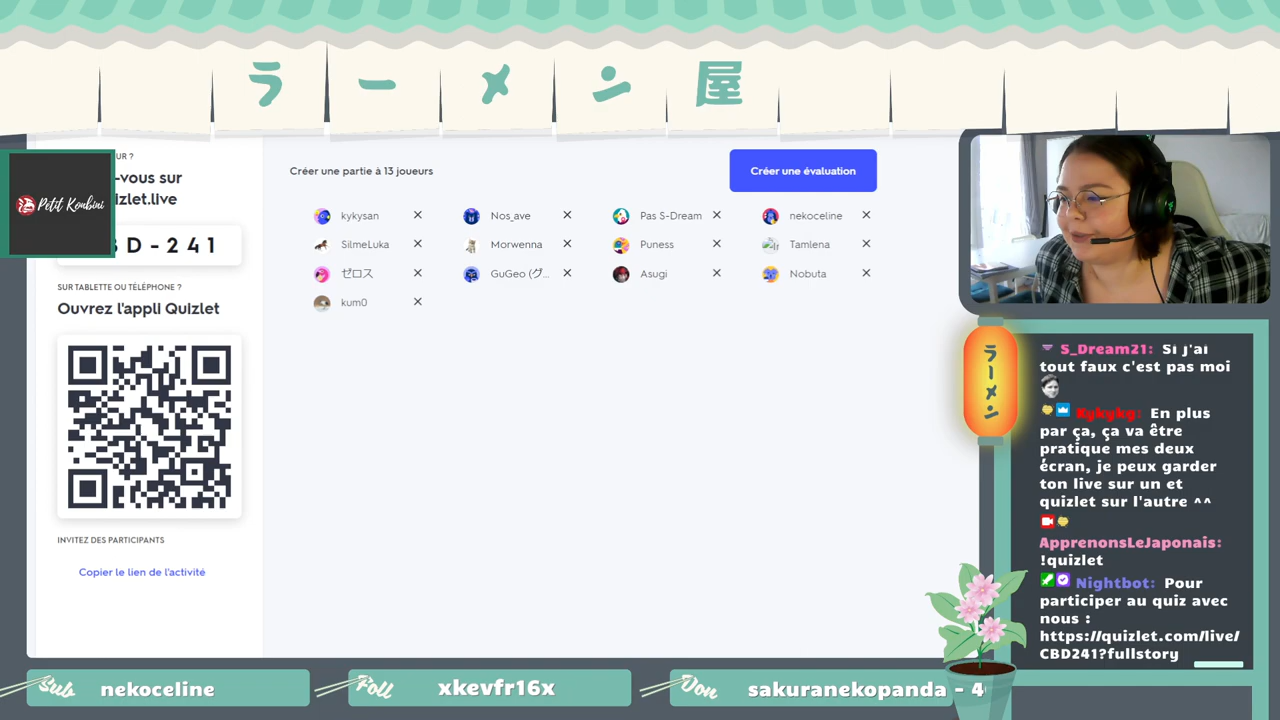 ラーメン屋
UR ?
-vous sur
izlet.live
D-241
SUR TABLETTE OU TÉLÉPHONE ?
Ouvrez l'appli Quizlet
INVITEZ DES PARTICIPANTS
Copier le lien de l'activité
Petit Konbini
Créer une partie à 13 joueurs
Créer une évaluation
kykysan
Nos_ave
Pas S-Dream
nekoceline
SilmeLuka
Morwenna
Puness
Tamlena
ゼロス
GuGeo (グ...
Asugi
Nobuta
kum0
ラーメン
S_Dream21: Si j'ai
tout faux c'est pas moi
Kykykg: En plus
par ça, ça va être
pratique mes deux
écran, je peux garder
ton live sur un et
quizlet sur l'autre ^^
ApprenonsLeJaponais:
!quizlet
Nightbot: Pour
participer au quiz avec
nous :
https://quizlet.com/live/
CBD241?fullstory
Sub nekoceline
Foll xkevfr16x
Don sakuranekopanda - 4